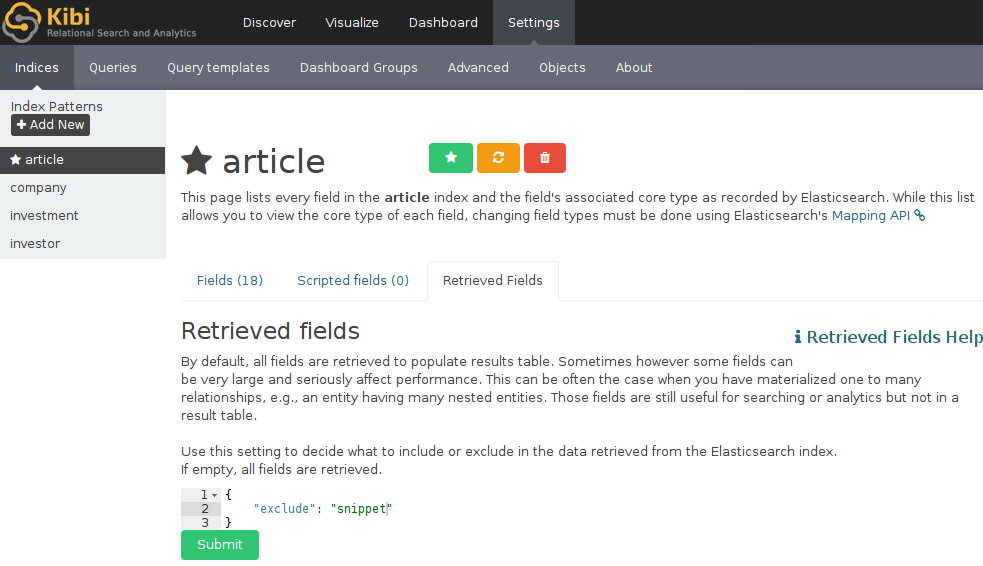 Kibi
Relational Search and Analytics
Discover
Visualize
Dashboard
Settings
Indices
Queries
Query templates
Dashboard Groups
Advanced
Objects
About
Index Patterns
Add New
article
company
investment
investor
article
This page lists every field in the article index and the field's associated core type as recorded by Elasticsearch. While this list
allows you to view the core type of each field, changing field types must be done using Elasticsearch's Mapping API
Fields (18)
Scripted fields (0)
Retrieved Fields
Retrieved fields
Retrieved Fields Help
By default, all fields are retrieved to populate results table. Sometimes however some fields can
be very large and seriously affect performance. This can be often the case when you have materialized one to many
relationships, e.g., an entity having many nested entities. Those fields are still useful for searching or analytics but not in a
result table.
Use this setting to decide what to include or exclude in the data retrieved from the Elasticsearch index.
If empty, all fields are retrieved.
1 {
2 "exclude": "snippet"
3 }
Submit